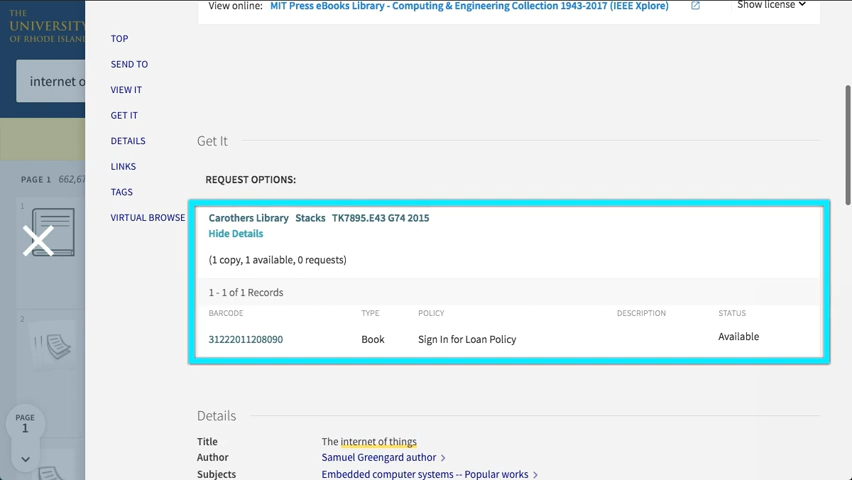 THE
UNIVERSITY
OF RHODE ISLAND
internet o
PAGE 1 662,67
1
2
PAGE
1
TOP
SEND TO
VIEW IT
GET IT
DETAILS
LINKS
TAGS
VIRTUAL BROWSE
View online: MIT Press eBooks Library - Computing & Engineering Collection 1943-2017 (IEEE Xplore) Show license
Get It
REQUEST OPTIONS:
Carothers Library Stacks TK7895.E43 G74 2015
Hide Details
(1 copy, 1 available, 0 requests)
1 - 1 of 1 Records
BARCODE TYPE POLICY DESCRIPTION STATUS
31222011208090 Book Sign In for Loan Policy Available
Details
Title The internet of things
Author Samuel Greengard author
Subjects Embedded computer systems -- Popular works